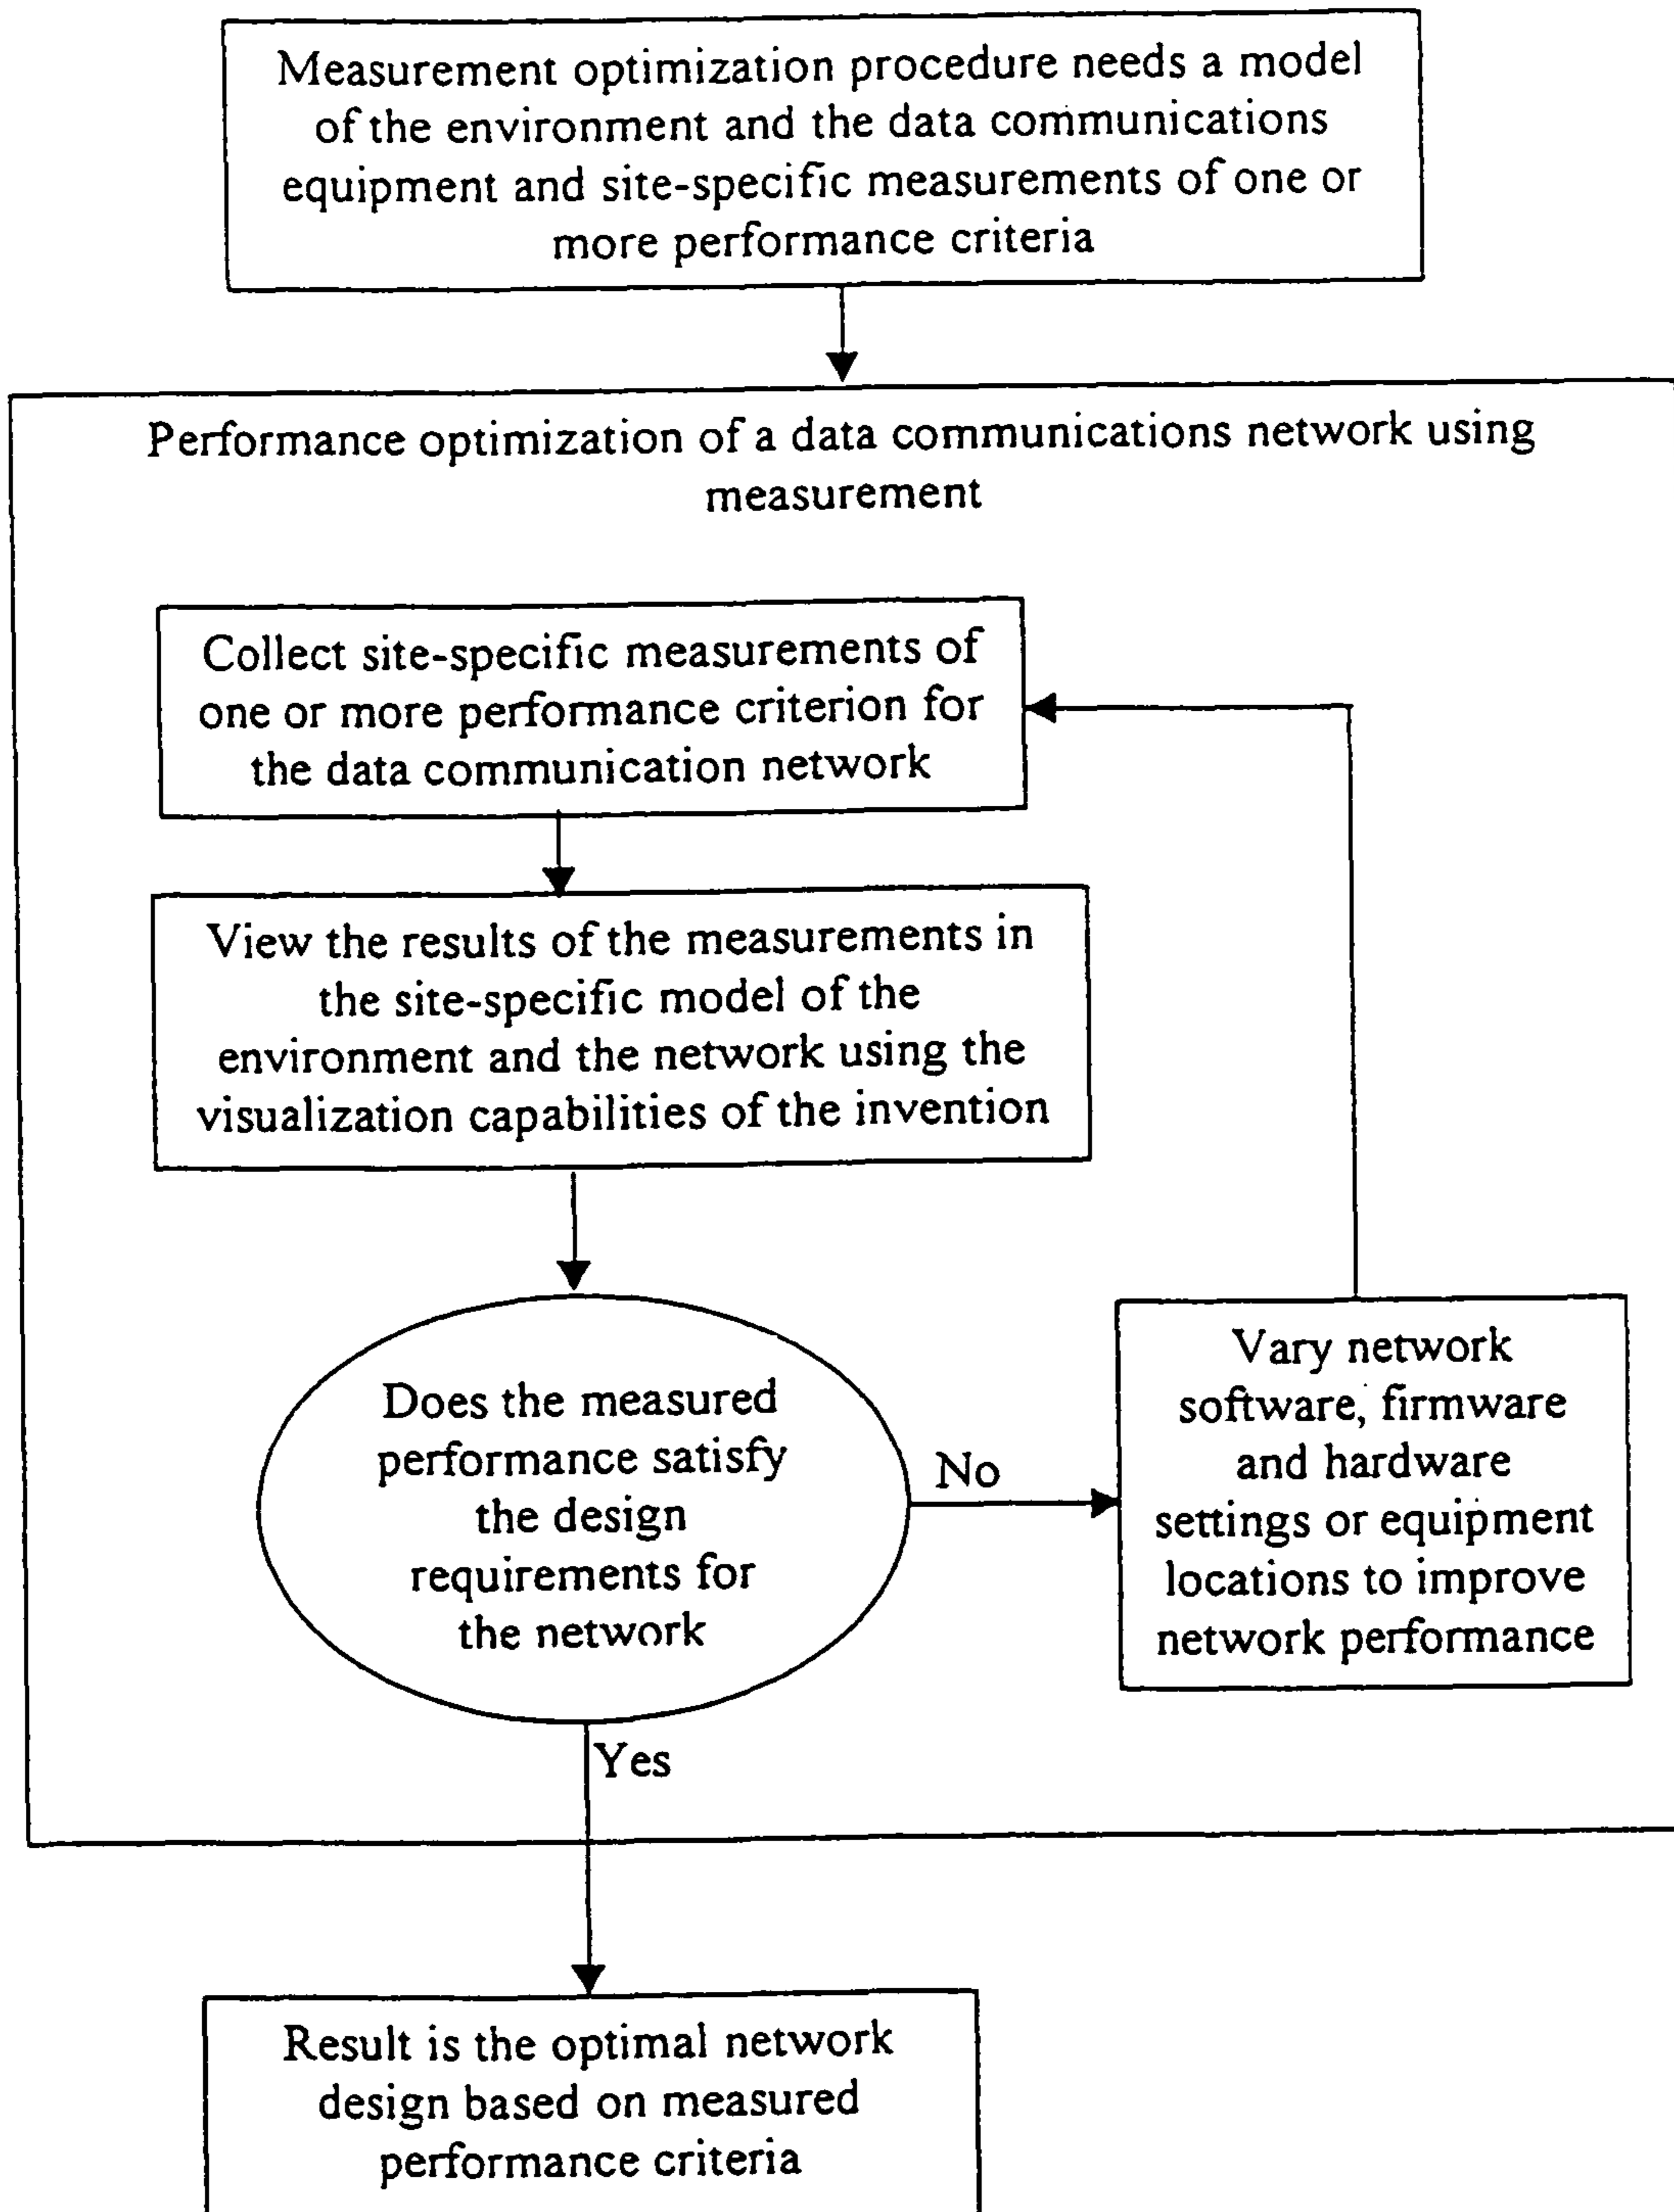 Measurement optimization procedure needs a model
of the environment and the data communications
equipment and site-specific measurements of one or
more performance criteria
Performance optimization of a data communications network using
measurement
Collect site-specific measurements of
one or more performance criterion for
the data communication network
View the results of the measurements in
the site-specific model of the
environment and the network using the
visualization capabilities of the invention
Does the measured
performance satisfy
the design
requirements for
the network
No
Vary network
software, firmware
and hardware
settings or equipment
locations to improve
network performance
Yes
Result is the optimal network
design based on measured
performance criteria